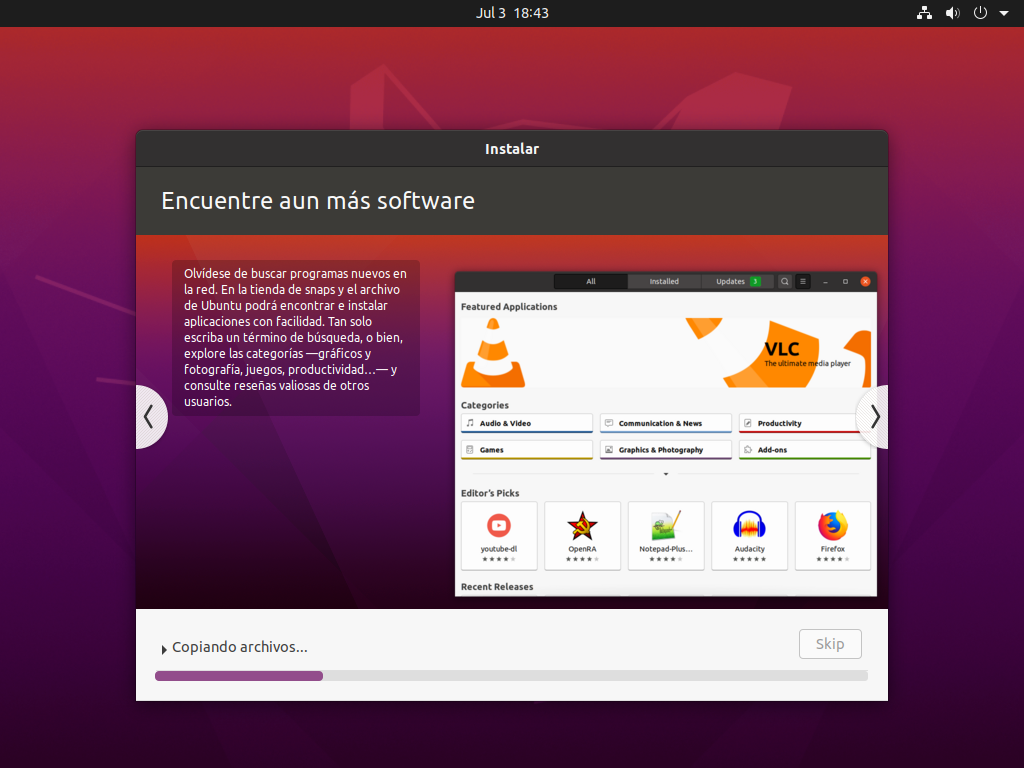 Jul 3 18:43
Instalar
Encuentre aun más software
Olvídese de buscar programas nuevos en
la red. En la tienda de snaps y el archivo
de Ubuntu podrá encontrar e instalar
aplicaciones con facilidad. Tan solo
escriba un término de búsqueda, o bien,
explore las categorías —gráficos y
fotografía, juegos, productividad…— y
consulte reseñas valiosas de otros
usuarios.
All Installed Updates 3
Featured Applications
VLC
The ultimate media player
Categories
Audio & Video Communication & News Productivity
Games Graphics & Photography Add-ons
Editor's Picks
youtube-dl OpenRA Notepad-Plus… Audacity Firefox
Recent Releases
Copiando archivos…
Skip